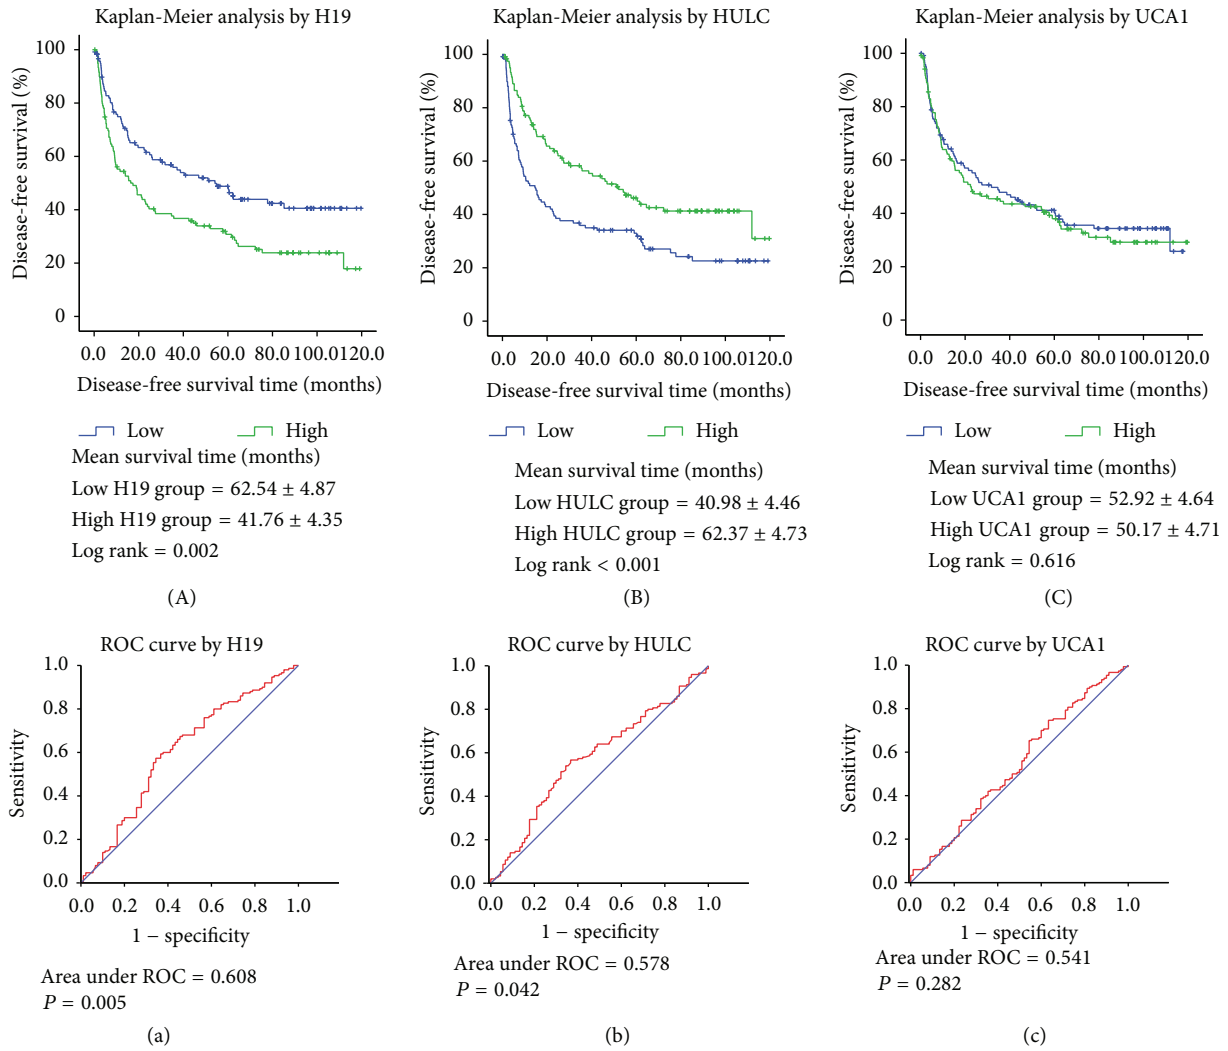 Kaplan-Meier analysis by H19
100
80
60
40
20
0
Disease-free survival (%)
0.0 20.0 40.0 60.0 80.0 100.0 120.0
Disease-free survival time (months)
Low High
Mean survival time (months)
Low H19 group = 62.54 ± 4.87
High H19 group = 41.76 ± 4.35
Log rank = 0.002
(A)
Kaplan-Meier analysis by HULC
100
80
60
40
20
0
Disease-free survival (%)
0.0 20.0 40.0 60.0 80.0 100.0 120.0
Disease-free survival time (months)
Low High
Mean survival time (months)
Low HULC group = 40.98 ± 4.46
High HULC group = 62.37 ± 4.73
Log rank < 0.001
(B)
Kaplan-Meier analysis by UCA1
100
80
60
40
20
0
Disease-free survival (%)
0.0 20.0 40.0 60.0 80.0 100.0 120.0
Disease-free survival time (months)
Low High
Mean survival time (months)
Low UCA1 group = 52.92 ± 4.64
High UCA1 group = 50.17 ± 4.71
Log rank = 0.616
(C)
ROC curve by H19
1.0
0.8
0.6
0.4
0.2
0.0
Sensitivity
0.0 0.2 0.4 0.6 0.8 1.0
1 − specificity
Area under ROC = 0.608
P = 0.005
(a)
ROC curve by HULC
1.0
0.8
0.6
0.4
0.2
0.0
Sensitivity
0.0 0.2 0.4 0.6 0.8 1.0
1 − specificity
Area under ROC = 0.578
P = 0.042
(b)
ROC curve by UCA1
1.0
0.8
0.6
0.4
0.2
0.0
Sensitivity
0.0 0.2 0.4 0.6 0.8 1.0
1 − specificity
Area under ROC = 0.541
P = 0.282
(c)